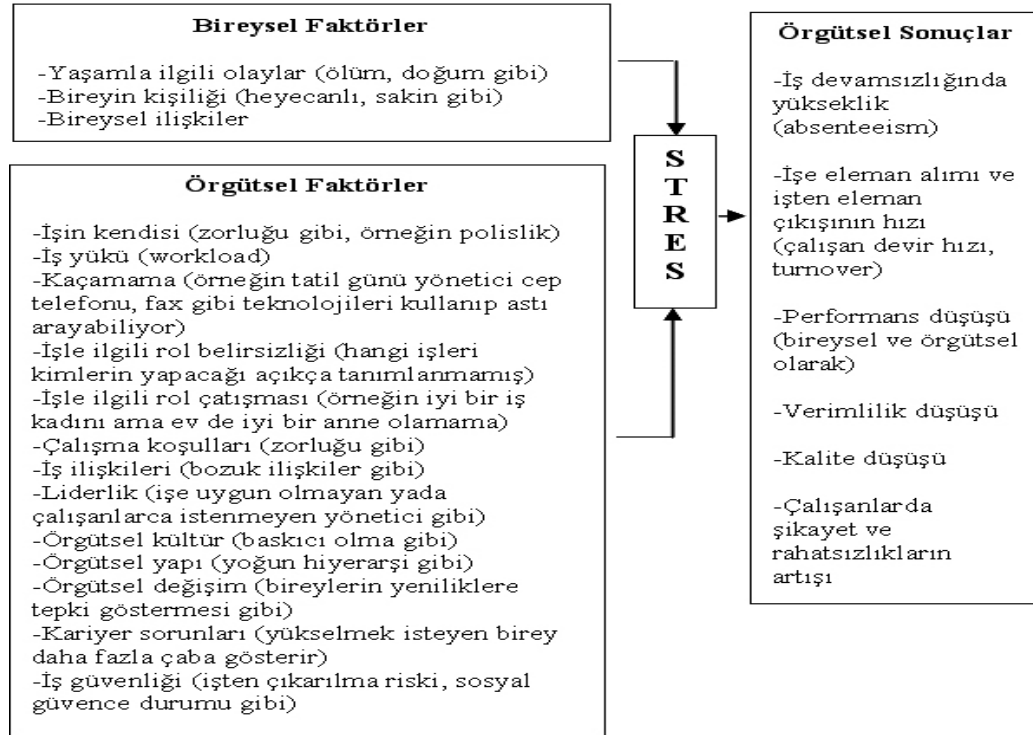 Bireysel Faktörler
-Yaşamla ilgili olaylar (ölüm, doğum gibi)
-Bireyin kişiliği (heyecanlı, sakin gibi)
-Bireysel ilişkiler
Örgütsel Faktörler
-İşin kendisi (zorluğu gibi, örneğin polislik)
-İş yükü (workload)
-Kaçamama (örneğin tatil günü yönetici cep
telefonu, fax gibi teknolojileri kullanıp astı
arayabiliyor)
-İşle ilgili rol belirsizliği (hangi işleri
kimlerin yapacağı açıkça tanımlanmamış)
-İşle ilgili rol çatışması (örneğin iyi bir iş
kadını ama ev de iyi bir anne olamama)
-Çalışma koşulları (zorluğu gibi)
-İş ilişkileri (bozuk ilişkiler gibi)
-Liderlik (işe uygun olmayan yada
çalışanlarca istenmeyen yönetici gibi)
-Örgütsel kültür (baskıcı olma gibi)
-Örgütsel yapı (yoğun hiyerarşi gibi)
-Örgütsel değişim (bireylerin yeniliklere
tepki göstermesi gibi)
-Kariyer sorunları (yükselmek isteyen birey
daha fazla çaba gösterir)
-İş güvenliği (işten çıkarılma riski, sosyal
güvence durumu gibi)
S
T
R
E
S
Örgütsel Sonuçlar
-İş devamsızlığında
yükseklik
(absenteeism)
-İşe eleman alımı ve
işten eleman
çıkışının hızı
(çalışan devir hızı,
turnover)
-Performans düşüşü
(bireysel ve örgütsel
olarak)
-Verimlilik düşüşü
-Kalite düşüşü
-Çalışanlarda
şikayet ve
rahatsızlıkların
artışı